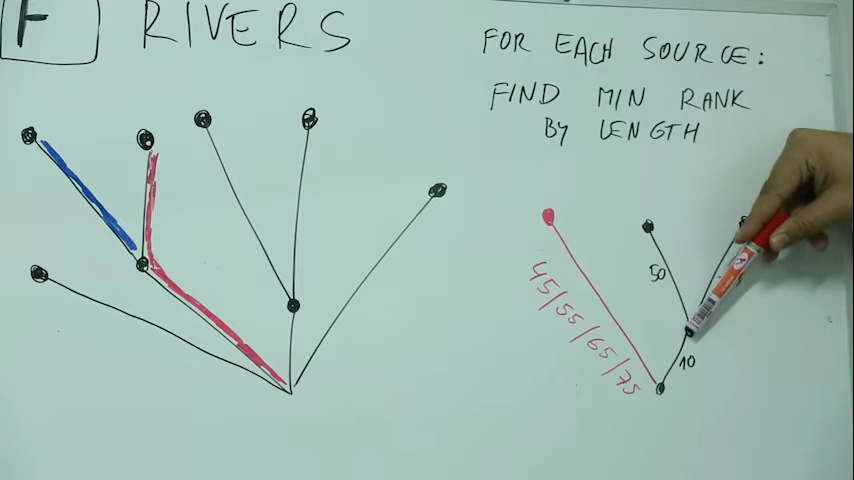 F RIVERS
FOR EACH SOURCE:
FIND MIN RANK
BY LENGTH
50
45/55/65/75
10